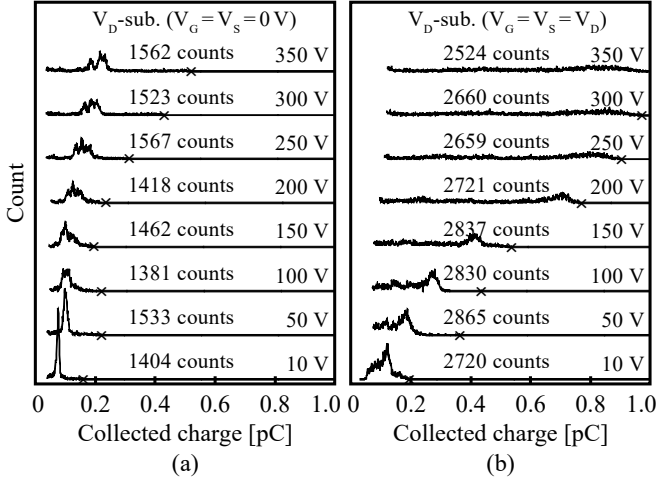 V_D-sub. (V_G = V_S = 0 V)
1562 counts 350 V
1523 counts 300 V
1567 counts 250 V
1418 counts 200 V
1462 counts 150 V
1381 counts 100 V
1533 counts 50 V
1404 counts 10 V
Count
0 0.2 0.4 0.6 0.8 1.0
Collected charge [pC]
(a)
V_D-sub. (V_G = V_S = V_D)
2524 counts 350 V
2660 counts 300 V
2659 counts 250 V
2721 counts 200 V
2837 counts 150 V
2830 counts 100 V
2865 counts 50 V
2720 counts 10 V
0 0.2 0.4 0.6 0.8 1.0
Collected charge [pC]
(b)